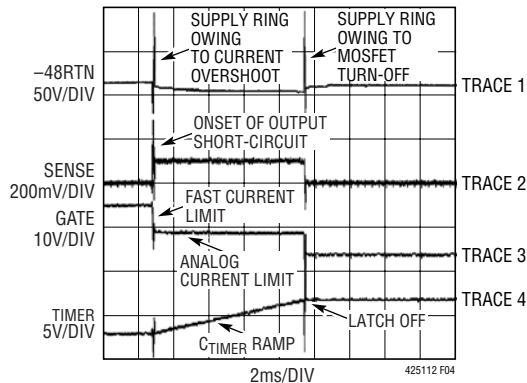 SUPPLY RING
OWING
TO CURRENT
OVERSHOOT
SUPPLY RING
OWING TO
MOSFET
TURN-OFF
–48RTN
50V/DIV
TRACE 1
ONSET OF OUTPUT
SHORT-CIRCUIT
SENSE
200mV/DIV
TRACE 2
GATE
10V/DIV
FAST CURRENT
LIMIT
ANALOG
CURRENT LIMIT
TRACE 3
TRACE 4
TIMER
5V/DIV
LATCH OFF
CTIMER RAMP
2ms/DIV
425112 F04